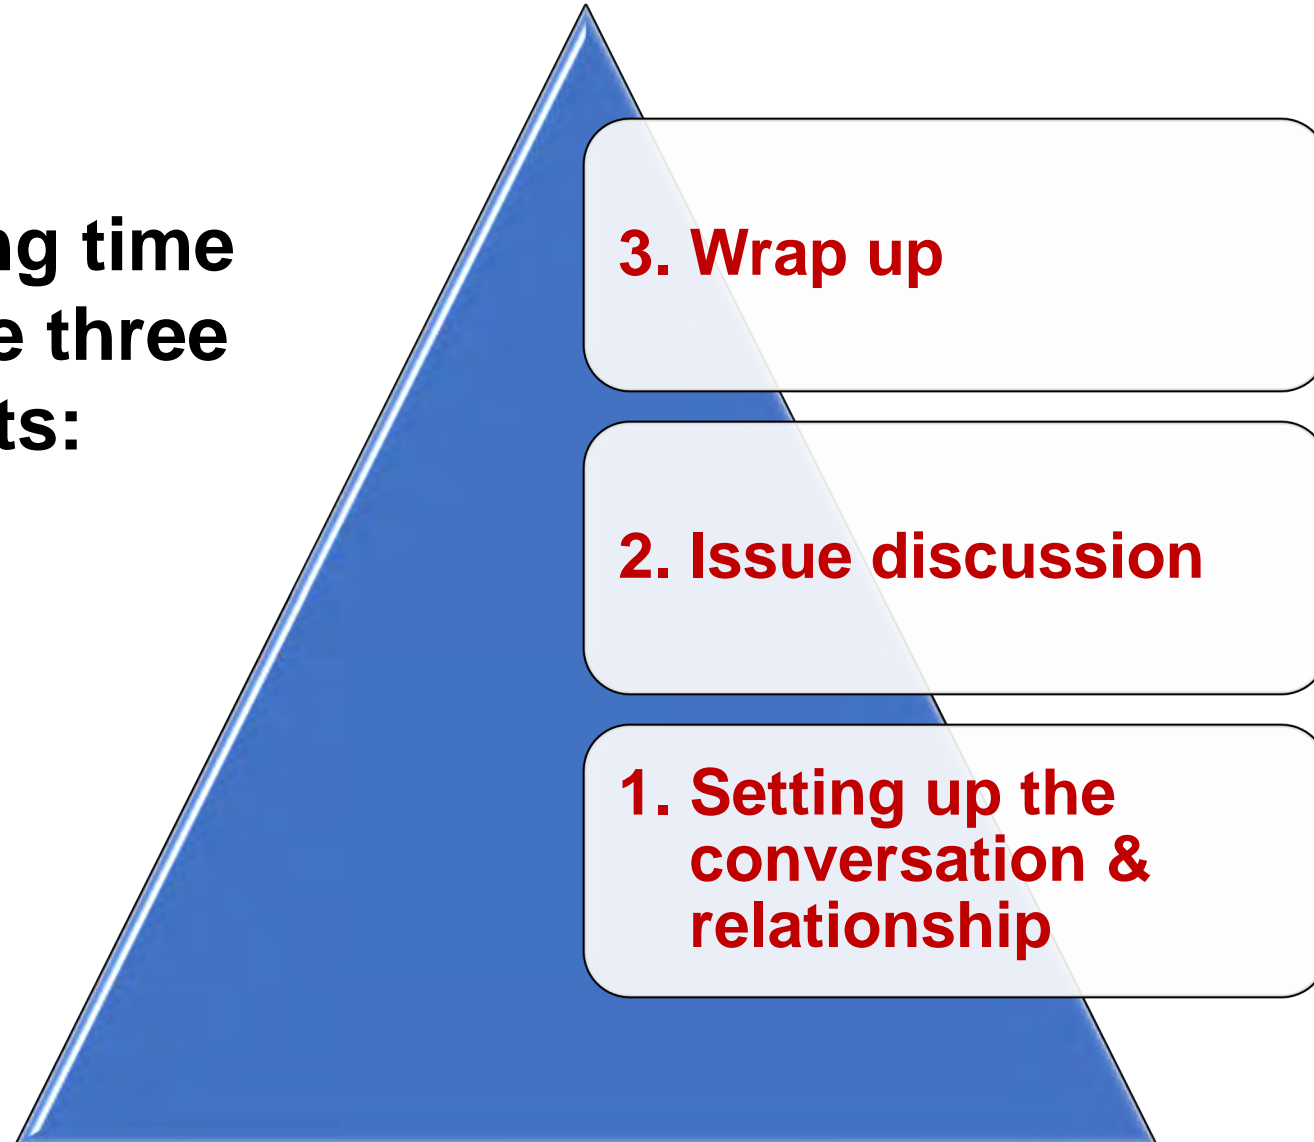 ng time
e three
ts:
3. Wrap up
2. Issue discussion
1. Setting up the
conversation &
relationship